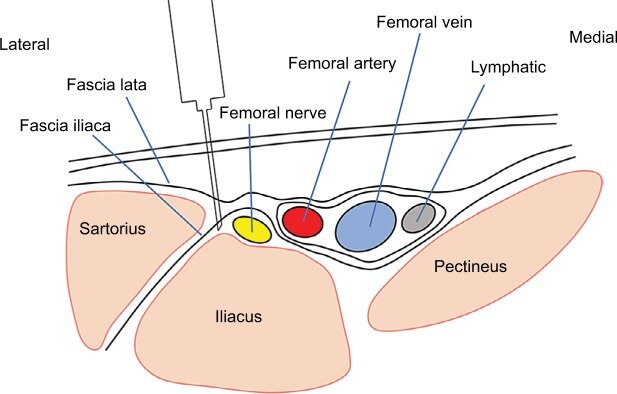 Femoral vein
Lateral
Medial
Femoral artery
Lymphatic
Fascia lata
Femoral nerve
Fascia iliaca
Sartorius
Pectineus
Iliacus